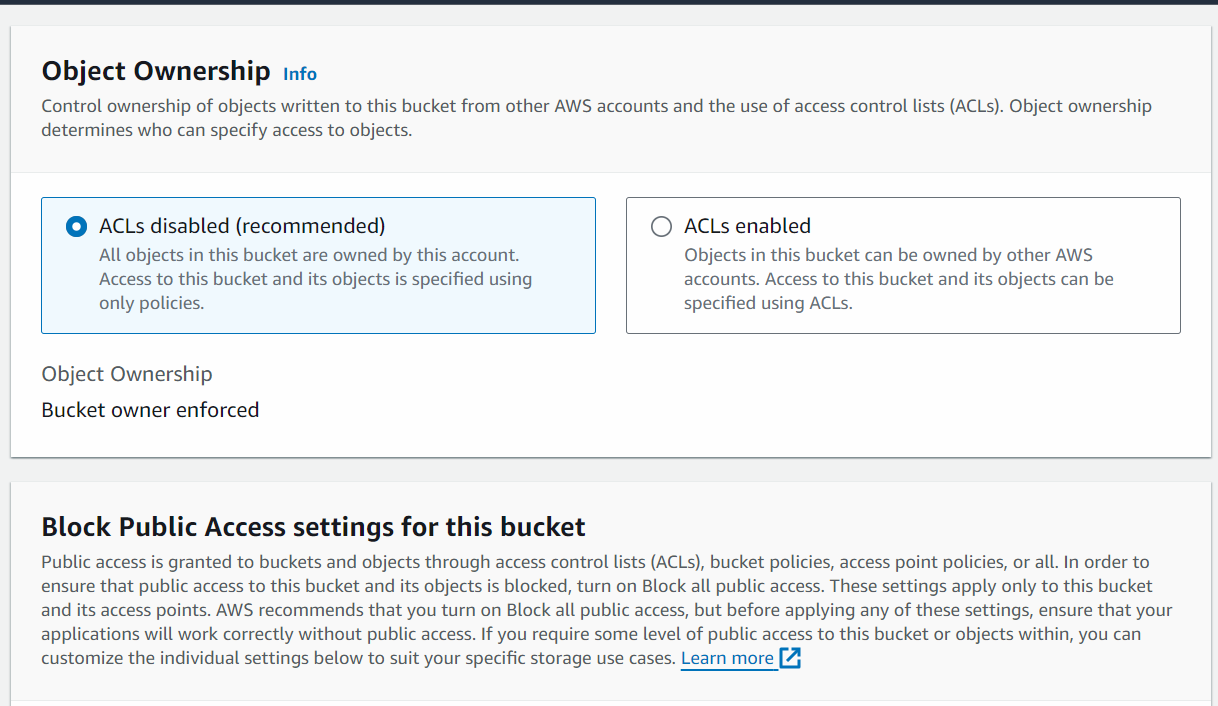 Object Ownership Info
Control ownership of objects written to this bucket from other AWS accounts and the use of access control lists (ACLs). Object ownership
determines who can specify access to objects.
ACLs disabled (recommended)
All objects in this bucket are owned by this account.
Access to this bucket and its objects is specified using
only policies.
ACLs enabled
Objects in this bucket can be owned by other AWS
accounts. Access to this bucket and its objects can be
specified using ACLs.
Object Ownership
Bucket owner enforced
Block Public Access settings for this bucket
Public access is granted to buckets and objects through access control lists (ACLs), bucket policies, access point policies, or all. In order to
ensure that public access to this bucket and its objects is blocked, turn on Block all public access. These settings apply only to this bucket
and its access points. AWS recommends that you turn on Block all public access, but before applying any of these settings, ensure that your
applications will work correctly without public access. If you require some level of public access to this bucket or objects within, you can
customize the individual settings below to suit your specific storage use cases. Learn more